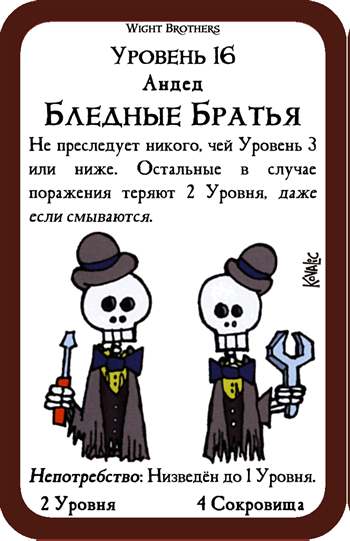 Wight Brothers
Уровень 16
Андед
Бледные Братья
Не преследует никого, чей Уровень 3
или ниже. Остальные в случае
поражения теряют 2 Уровня, даже
если смываются.
Kovalic
Непотребство: Низведён до 1 Уровня.
2 Уровня 4 Сокровища